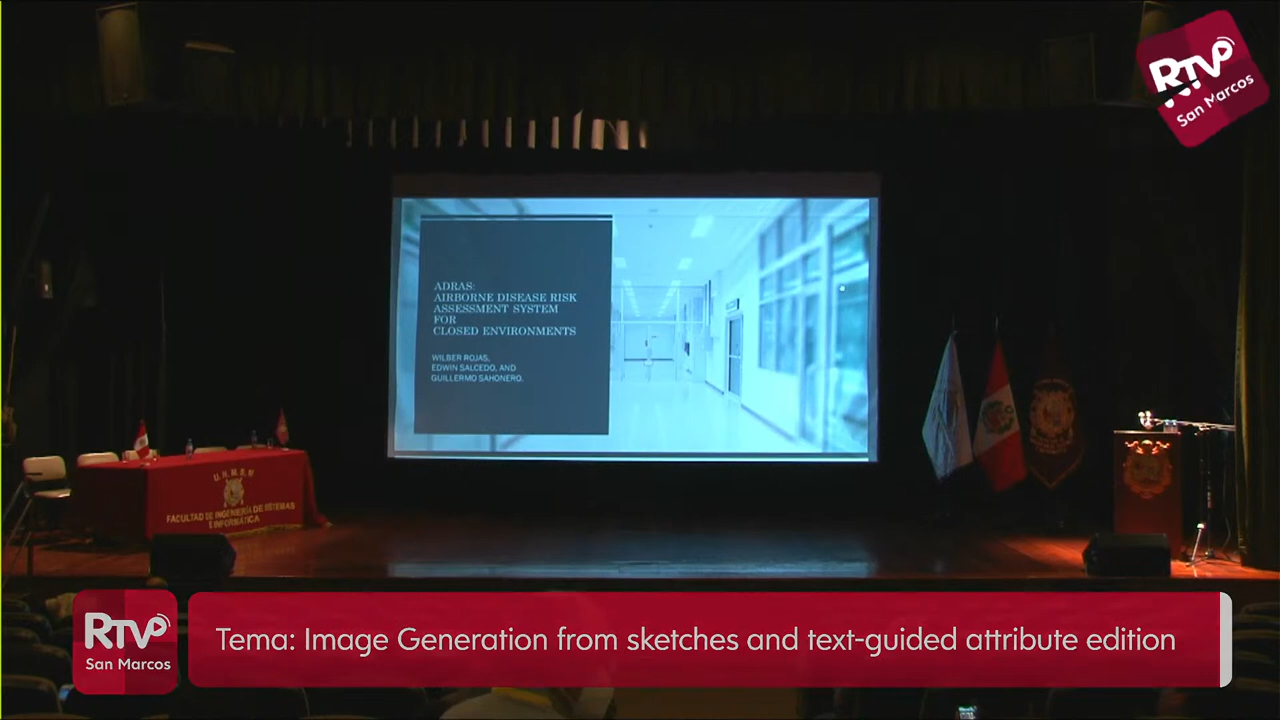 RTVP
San Marcos
ADRAS:
AIRBORNE DISEASE RISK
ASSESSMENT SYSTEM
FOR
CLOSED ENVIRONMENTS
WILBER ROJAS,
EDWIN SALCEDO, AND
GUILLERMO SAHONERO.
U.N.M.S.M
FACULTAD DE INGENIERÍA DE SISTEMAS
E INFORMÁTICA
RTVP
San Marcos
Tema: Image Generation from sketches and text-guided attribute edition